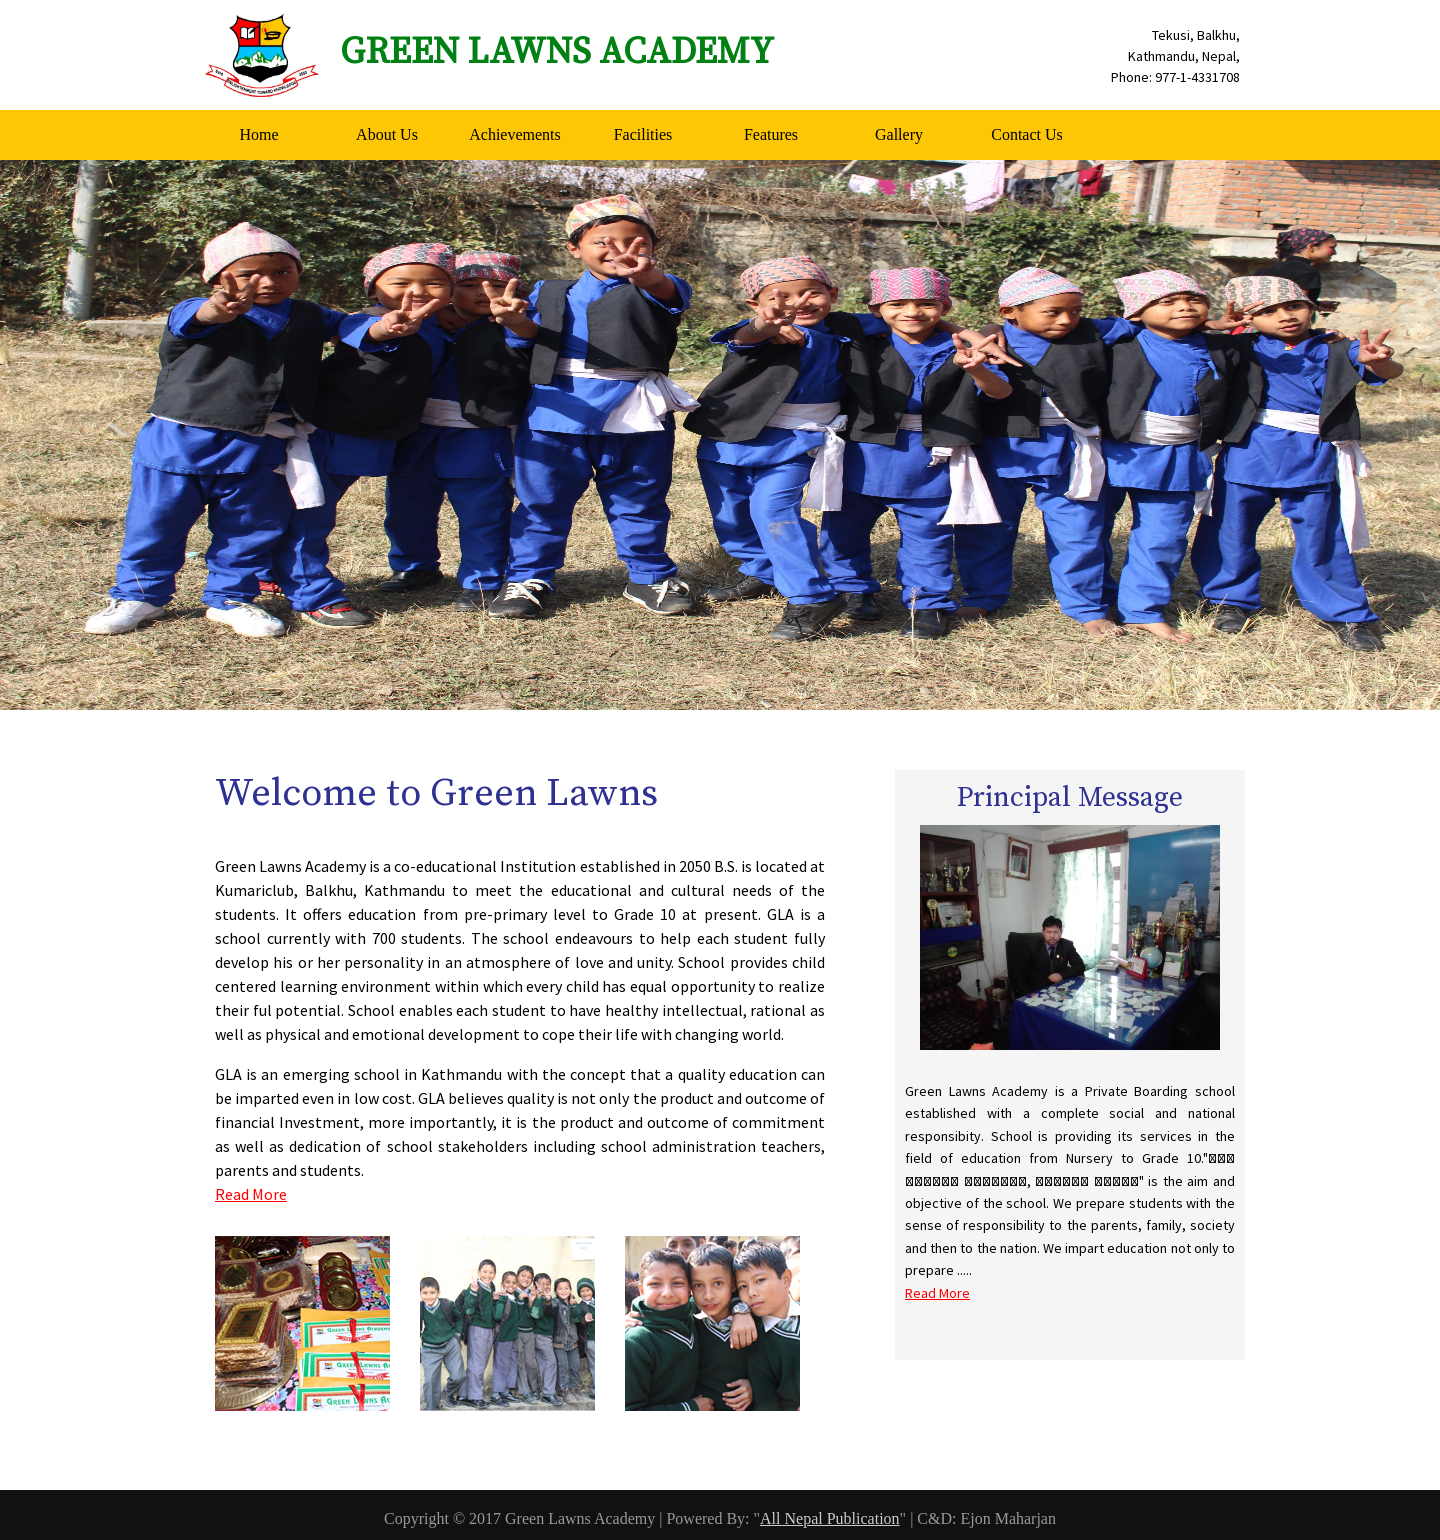 GREEN LAWNS ACADEMY
Tekusi, Balkhu,
Kathmandu, Nepal,
Phone: 977-1-4331708
Home About Us Achievements Facilities Features Gallery Contact Us
Welcome to Green Lawns
Green Lawns Academy is a co-educational Institution established in 2050 B.S. is located at
Kumariclub, Balkhu, Kathmandu to meet the educational and cultural needs of the
students. It offers education from pre-primary level to Grade 10 at present. GLA is a
school currently with 700 students. The school endeavours to help each student fully
develop his or her personality in an atmosphere of love and unity. School provides child
centered learning environment within which every child has equal opportunity to realize
their ful potential. School enables each student to have healthy intellectual, rational as
well as physical and emotional development to cope their life with changing world.
GLA is an emerging school in Kathmandu with the concept that a quality education can
be imparted even in low cost. GLA believes quality is not only the product and outcome of
financial Investment, more importantly, it is the product and outcome of commitment
as well as dedication of school stakeholders including school administration teachers,
parents and students.
Read More
GREEN LAWNS ACADEMY
Principal Message
Green Lawns Academy is a Private Boarding school
established with a complete social and national
responsibity. School is providing its services in the
field of education from Nursery to Grade 10."
," is the aim and
objective of the school. We prepare students with the
sense of responsibility to the parents, family, society
and then to the nation. We impart education not only to
prepare .....
Read More
Copyright © 2017 Green Lawns Academy | Powered By: "All Nepal Publication" | C&D: Ejon Maharjan